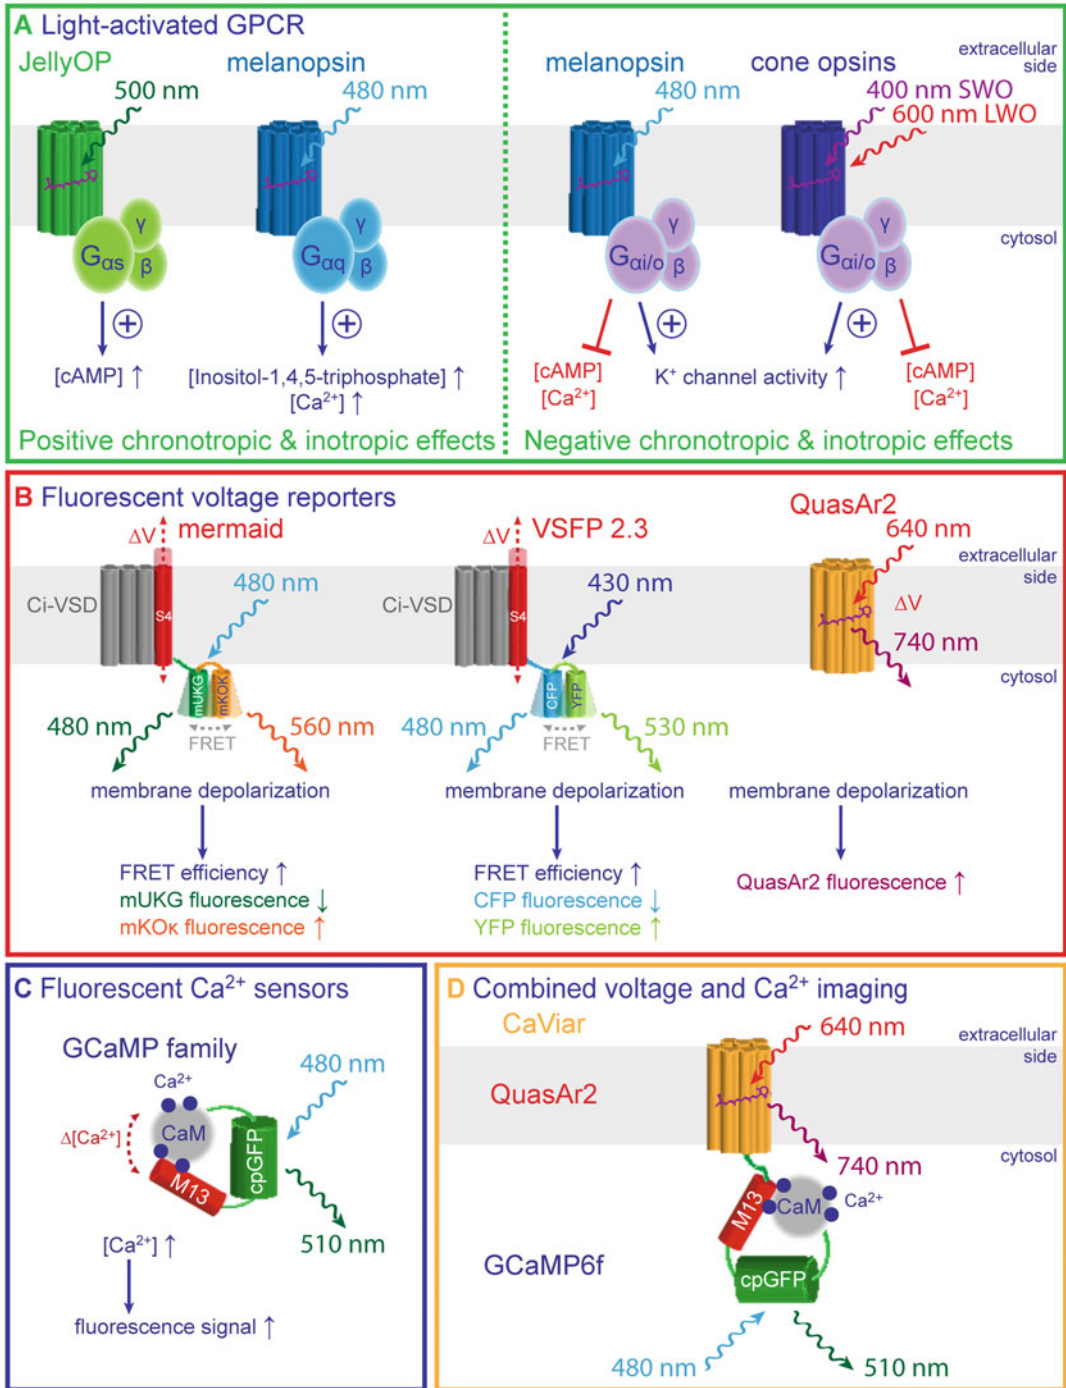 A Light-activated GPCR
JellyOP
melanopsin
melanopsin
cone opsins
extracellular
side
500 nm
480 nm
480 nm
400 nm SWO
600 nm LWO
cytosol
Gαs
γ
β
Gαq
γ
β
Gαi/o
γ
β
Gαi/o
γ
β
+
+
+
+
[cAMP] ↑
[Inositol-1,4,5-triphosphate] ↑
[Ca²⁺] ↑
[cAMP]
[Ca²⁺]
K⁺ channel activity ↑
[cAMP]
[Ca²⁺]
Positive chronotropic & inotropic effects
Negative chronotropic & inotropic effects
B Fluorescent voltage reporters
ΔV
mermaid
ΔV
VSFP 2.3
QuasAr2
640 nm
extracellular
side
Ci-VSD
S4
480 nm
Ci-VSD
S4
430 nm
ΔV
740 nm
cytosol
mUKG
mKOK
CFP
YFP
480 nm
FRET
560 nm
480 nm
FRET
530 nm
membrane depolarization
membrane depolarization
membrane depolarization
FRET efficiency ↑
mUKG fluorescence ↓
mKOκ fluorescence ↑
FRET efficiency ↑
CFP fluorescence ↓
YFP fluorescence ↑
QuasAr2 fluorescence ↑
C Fluorescent Ca²⁺ sensors
GCaMP family
480 nm
Ca²⁺
Δ[Ca²⁺]
CaM
M13
cpGFP
510 nm
[Ca²⁺] ↑
fluorescence signal ↑
D Combined voltage and Ca²⁺ imaging
CaViar
640 nm
extracellular
side
QuasAr2
740 nm
cytosol
M13
CaM
Ca²⁺
GCaMP6f
cpGFP
480 nm
510 nm